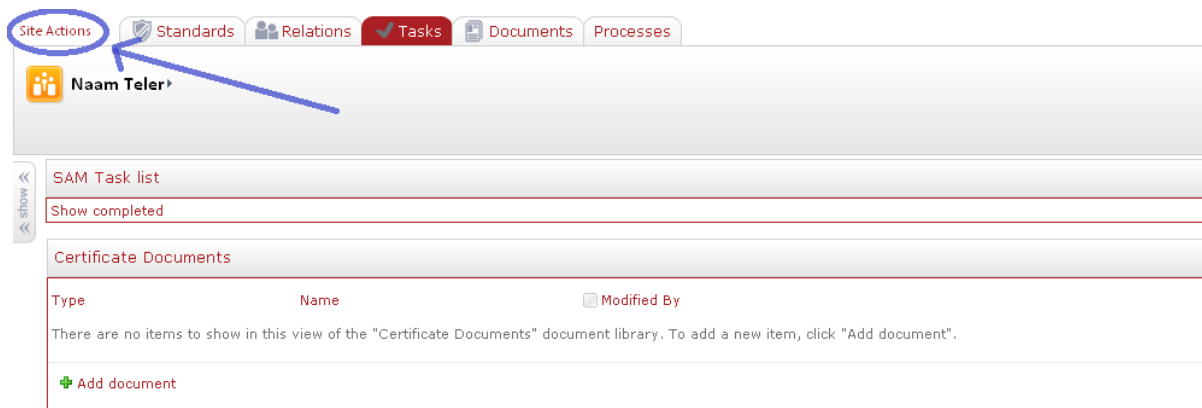 Site Actions Standards Relations Tasks Documents Processes
Naam Teler
show
SAM Task list
Show completed
Certificate Documents
Type Name Modified By
There are no items to show in this view of the "Certificate Documents" document library. To add a new item, click "Add document".
Add document